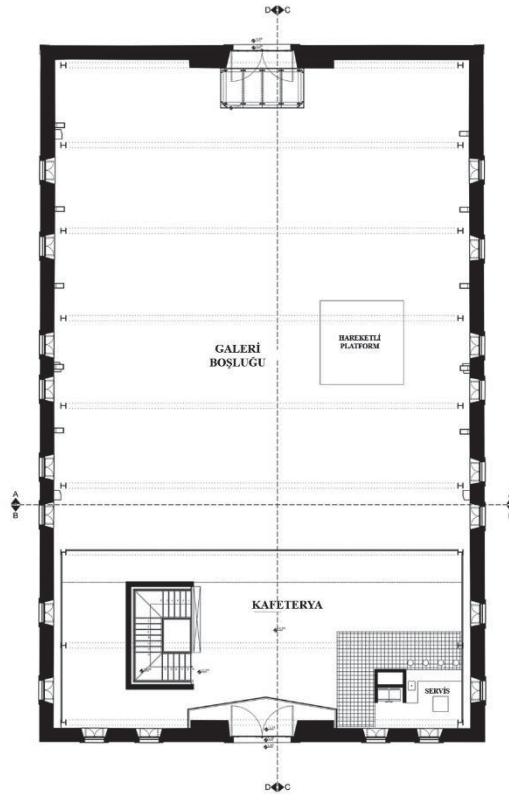 D C
HAREKETLİ
PLATFORM
GALERİ
BOŞLUĞU
A
B
KAFETERYA
SERVİS
D C